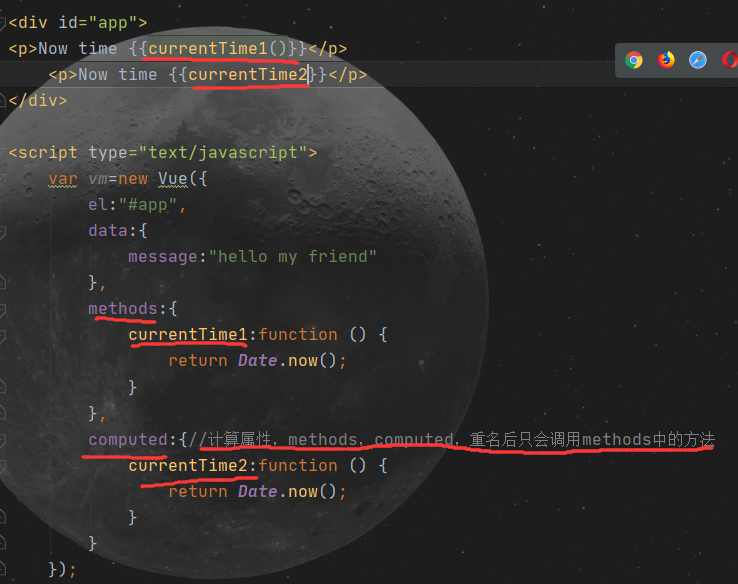 <div id="app">
<p>Now time {{currentTime1()}}</p>
<p>Now time {{currentTime2}}</p>
</div>
<script type="text/javascript">
var vm=new Vue({
el:"#app",
data:{
message:"hello my friend"
},
methods:{
currentTime1:function () {
return Date.now();
}
},
computed:{//计算属性，methods，computed，重名后只会调用methods中的方法
currentTime2:function () {
return Date.now();
}
}
});